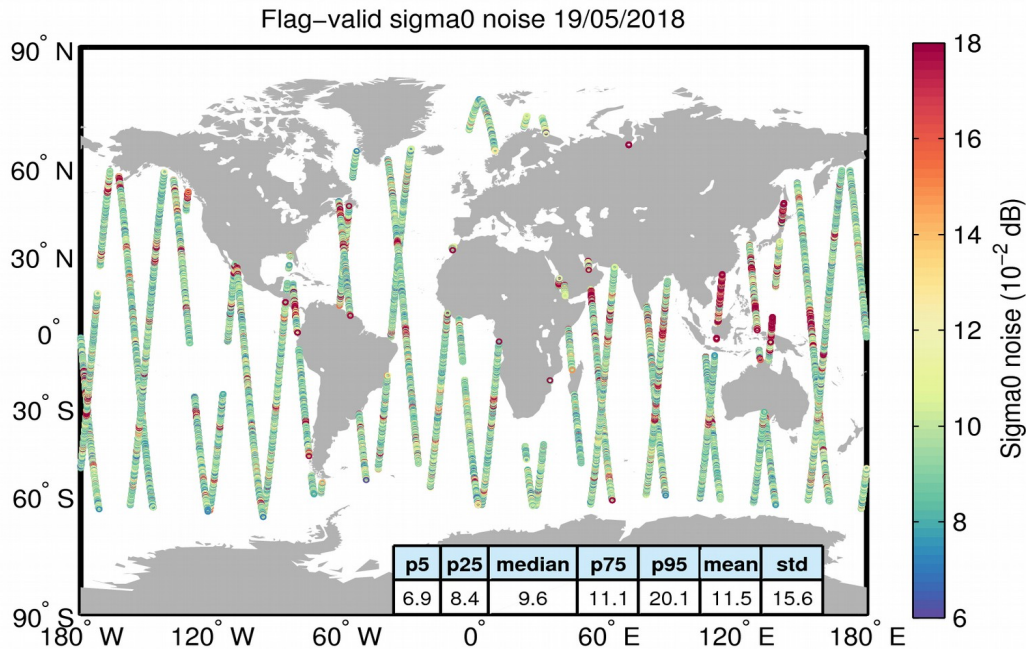 Flag-valid sigma0 noise 19/05/2018
90° N
60° N
30° N
0°
30° S
60° S
90° S
180° W
120° W
60° W
0°
60° E
120° E
180° E
p5 p25 median p75 p95 mean std
6.9 8.4 9.6 11.1 20.1 11.5 15.6
18
16
14
12
10
8
6
Sigma0 noise (10⁻² dB)